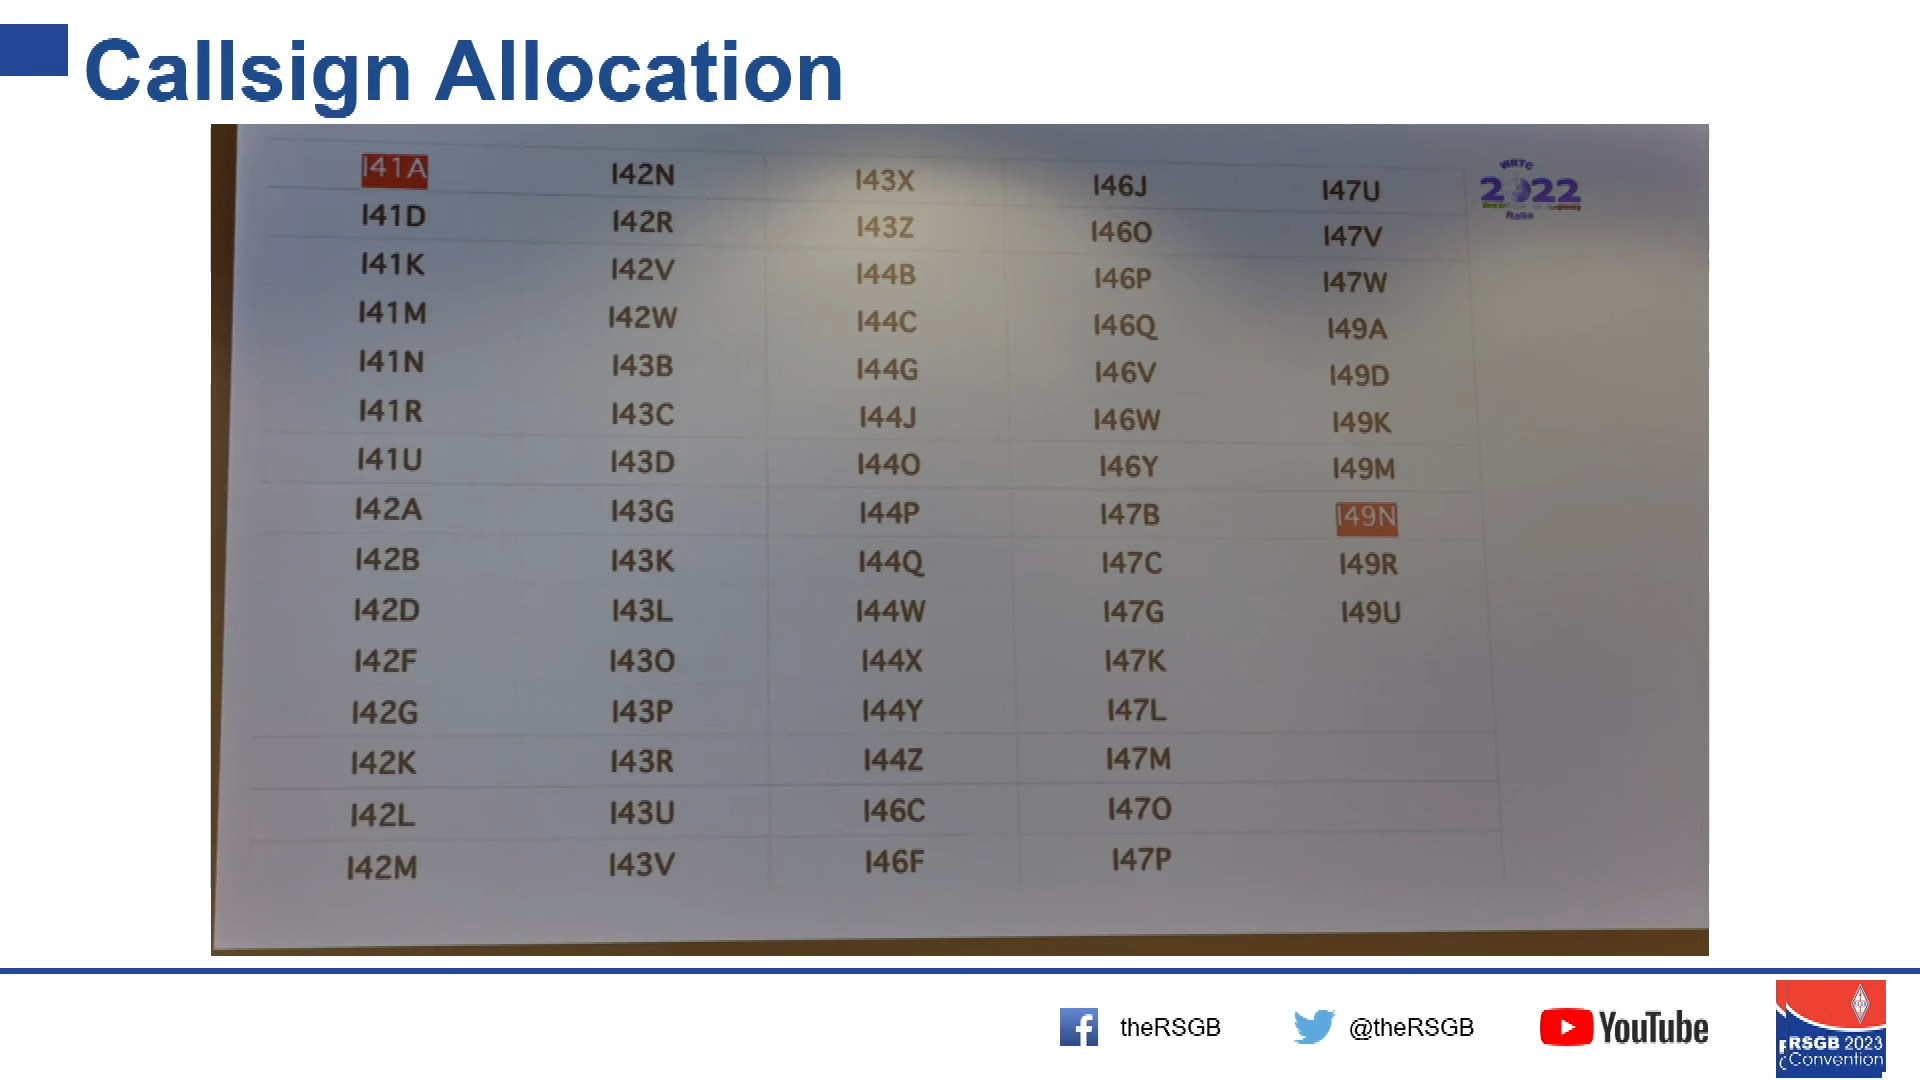 Callsign Allocation
I41A I42N I43X I46J I47U
I41D I42R I43Z I46O I47V
I41K I42V I44B I46P I47W
I41M I42W I44C I46Q I49A
I41N I43B I44G I46V I49D
I41R I43C I44J I46W I49K
I41U I43D I44O I46Y I49M
I42A I43G I44P I47B I49N
I42B I43K I44Q I47C I49R
I42D I43L I44W I47G I49U
I42F I43O I44X I47K
I42G I43P I44Y I47L
I42K I43R I44Z I47M
I42L I43U I46C I47O
I42M I43V I46F I47P
WRTC
2022
Italia
theRSGB @theRSGB YouTube
RSGB 2023
Convention